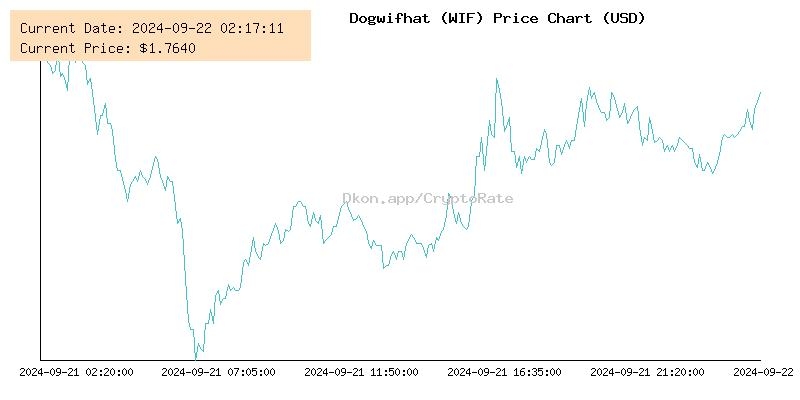 Dogwifhat (WIF) Price Chart (USD)
Current Date: 2024-09-22 02:17:11
Current Price: $1.7640
Dkon.app/CryptoRate
2024-09-21 02:20:00 2024-09-21 07:05:00 2024-09-21 11:50:00 2024-09-21 16:35:00 2024-09-21 21:20:00 2024-09-22